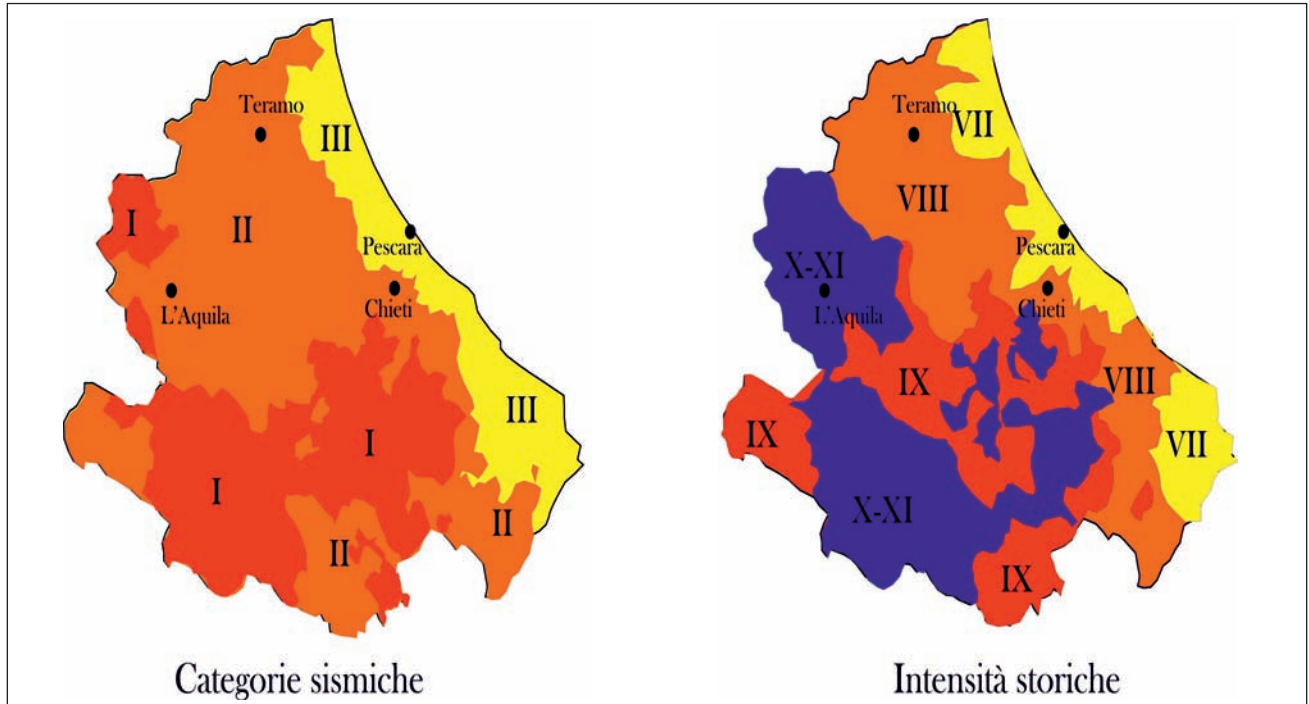 Teramo
III
I
II
Pescara
L'Aquila
Chieti
III
I
I
II
II
Categorie sismiche
Teramo
VII
VIII
Pescara
X-XI
L'Aquila
Chieti
IX
VIII
IX
VII
X-XI
IX
Intensità storiche